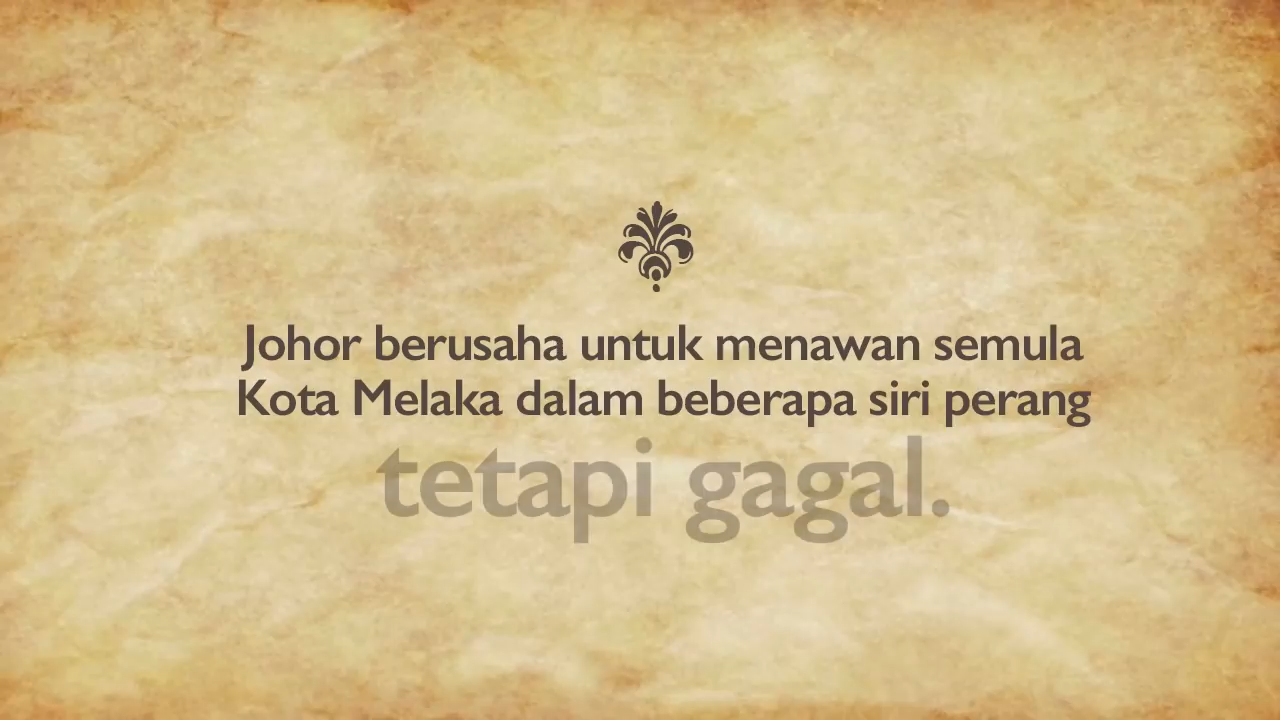 Johor berusaha untuk menawan semula
Kota Melaka dalam beberapa siri perang
tetapi gagal.